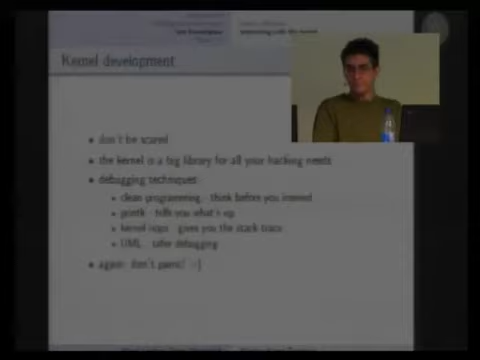 Kernel development
don't be scared
the kernel is a big library for all your hacking needs
debugging techniques
clean programming - think before you insmod
printk - tells you what's up
kernel oops - gives you the stack trace
UML - safer debugging
again: don't panic! :-)